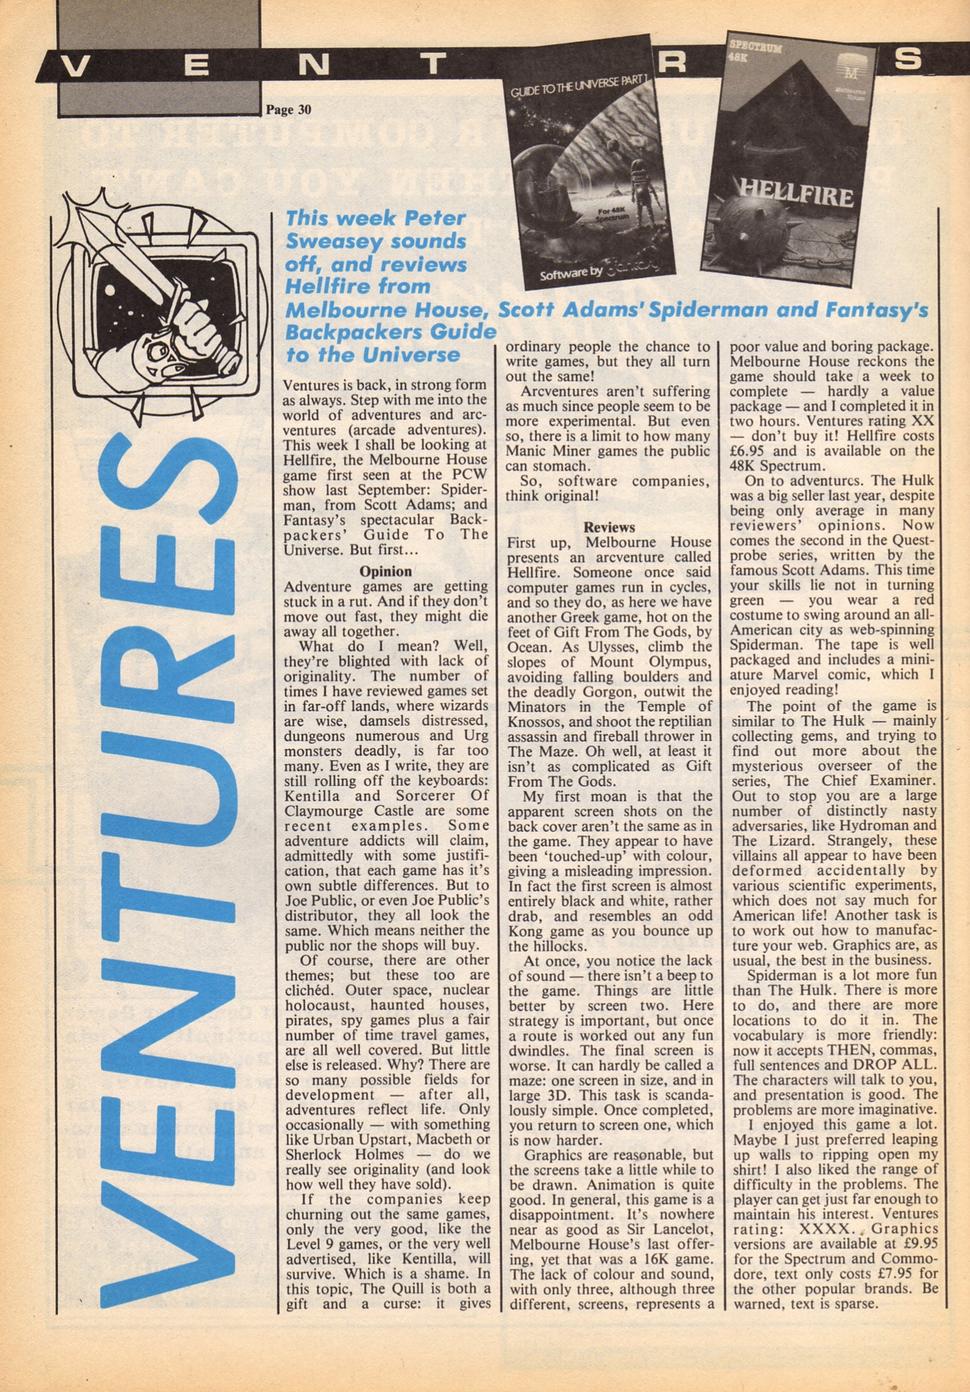 V E N T R S
Page 30
GUIDE TO THE UNIVERSE PART 1
For 48K
Spectrum
Software by Fantasy
SPECTRUM
48K
M
Melbourne
House
HELLFIRE
This week Peter
Sweasey sounds
off, and reviews
Hellfire from
Melbourne House, Scott Adams' Spiderman and Fantasy's
Backpackers Guide
to the Universe
VENTURES
Ventures is back, in strong form
as always. Step with me into the
world of adventures and arc-
ventures (arcade adventures).
This week I shall be looking at
Hellfire, the Melbourne House
game first seen at the PCW
show last September: Spider-
man, from Scott Adams; and
Fantasy's spectacular Back-
packers' Guide To The
Universe. But first...
Opinion
Adventure games are getting
stuck in a rut. And if they don't
move out fast, they might die
away all together.
What do I mean? Well,
they're blighted with lack of
originality. The number of
times I have reviewed games set
in far-off lands, where wizards
are wise, damsels distressed,
dungeons numerous and Urg
monsters deadly, is far too
many. Even as I write, they are
still rolling off the keyboards:
Kentilla and Sorcerer Of
Claymourge Castle are some
recent examples. Some
adventure addicts will claim,
admittedly with some justifi-
cation, that each game has it's
own subtle differences. But to
Joe Public, or even Joe Public's
distributor, they all look the
same. Which means neither the
public nor the shops will buy.
Of course, there are other
themes; but these too are
clichéd. Outer space, nuclear
holocaust, haunted houses,
pirates, spy games plus a fair
number of time travel games,
are all well covered. But little
else is released. Why? There are
so many possible fields for
development — after all,
adventures reflect life. Only
occasionally — with something
like Urban Upstart, Macbeth or
Sherlock Holmes — do we
really see originality (and look
how well they have sold).
If the companies keep
churning out the same games,
only the very good, like the
Level 9 games, or the very well
advertised, like Kentilla, will
survive. Which is a shame. In
this topic, The Quill is both a
gift and a curse: it gives
ordinary people the chance to
write games, but they all turn
out the same!
Arcventures aren't suffering
as much since people seem to be
more experimental. But even
so, there is a limit to how many
Manic Miner games the public
can stomach.
So, software companies,
think original!
Reviews
First up, Melbourne House
presents an arcventure called
Hellfire. Someone once said
computer games run in cycles,
and so they do, as here we have
another Greek game, hot on the
feet of Gift From The Gods, by
Ocean. As Ulysses, climb the
slopes of Mount Olympus,
avoiding falling boulders and
the deadly Gorgon, outwit the
Minators in the Temple of
Knossos, and shoot the reptilian
assassin and fireball thrower in
The Maze. Oh well, at least it
isn't as complicated as Gift
From The Gods.
My first moan is that the
apparent screen shots on the
back cover aren't the same as in
the game. They appear to have
been 'touched-up' with colour,
giving a misleading impression.
In fact the first screen is almost
entirely black and white, rather
drab, and resembles an odd
Kong game as you bounce up
the hillocks.
At once, you notice the lack
of sound — there isn't a beep to
the game. Things are little
better by screen two. Here
strategy is important, but once
a route is worked out any fun
dwindles. The final screen is
worse. It can hardly be called a
maze: one screen in size, and in
large 3D. This task is scanda-
lously simple. Once completed,
you return to screen one, which
is now harder.
Graphics are reasonable, but
the screens take a little while to
be drawn. Animation is quite
good. In general, this game is a
disappointment. It's nowhere
near as good as Sir Lancelot,
Melbourne House's last offer-
ing, yet that was a 16K game.
The lack of colour and sound,
with only three, although three
different, screens, represents a
poor value and boring package.
Melbourne House reckons the
game should take a week to
complete — hardly a value
package — and I completed it in
two hours. Ventures rating XX
— don't buy it! Hellfire costs
£6.95 and is available on the
48K Spectrum.
On to adventures. The Hulk
was a big seller last year, despite
being only average in many
reviewers' opinions. Now
comes the second in the Quest-
probe series, written by the
famous Scott Adams. This time
your skills lie not in turning
green — you wear a red
costume to swing around an all-
American city as web-spinning
Spiderman. The tape is well
packaged and includes a mini-
ature Marvel comic, which I
enjoyed reading!
The point of the game is
similar to The Hulk — mainly
collecting gems, and trying to
find out more about the
mysterious overseer of the
series, The Chief Examiner.
Out to stop you are a large
number of distinctly nasty
adversaries, like Hydroman and
The Lizard. Strangely, these
villains all appear to have been
deformed accidentally by
various scientific experiments,
which does not say much for
American life! Another task is
to work out how to manufac-
ture your web. Graphics are, as
usual, the best in the business.
Spiderman is a lot more fun
than The Hulk. There is more
to do, and there are more
locations to do it in. The
vocabulary is more friendly:
now it accepts THEN, commas,
full sentences and DROP ALL.
The characters will talk to you,
and presentation is good. The
problems are more imaginative.
I enjoyed this game a lot.
Maybe I just preferred leaping
up walls to ripping open my
shirt! I also liked the range of
difficulty in the problems. The
player can get just far enough to
maintain his interest. Ventures
rating: XXXX. Graphics
versions are available at £9.95
for the Spectrum and Commo-
dore, text only costs £7.95 for
the other popular brands. Be
warned, text is sparse.